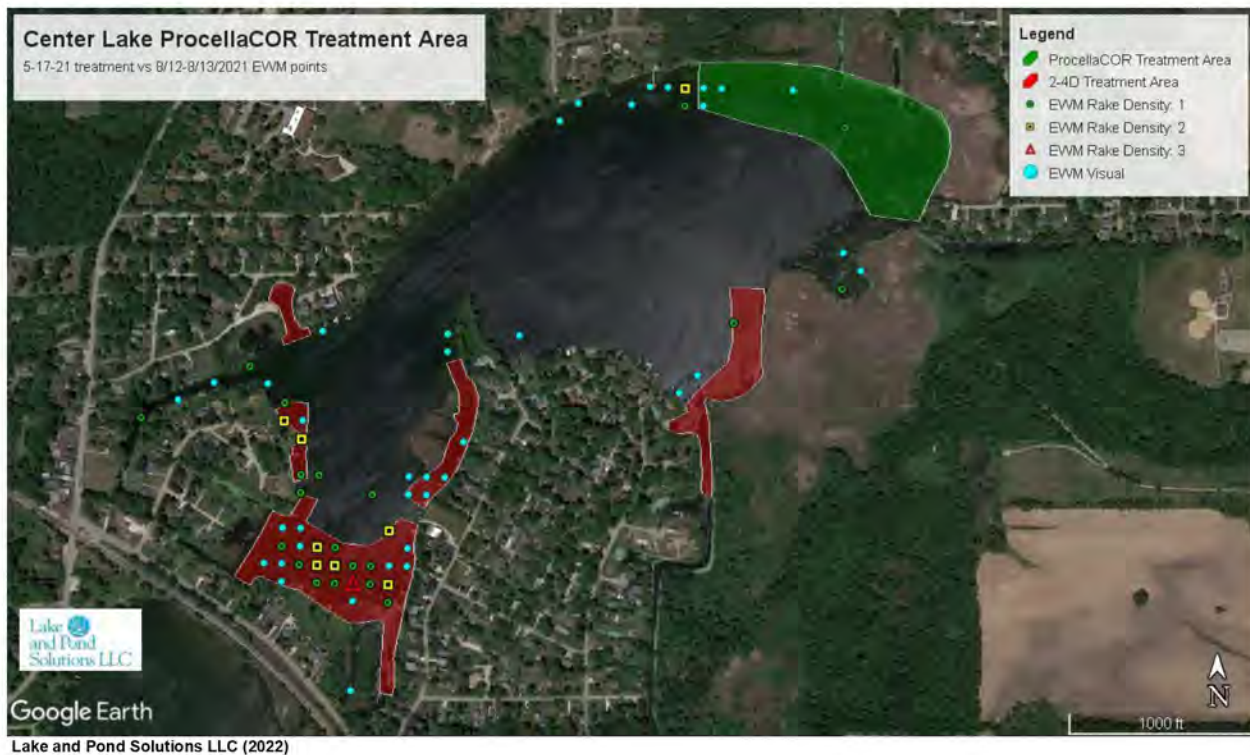 Center Lake ProcellaCOR Treatment Area
5-17-21 treatment vs 8/12-8/13/2021 EWM points
Legend
ProcellaCOR Treatment Area
2-4D Treatment Area
EWM Rake Density: 1
EWM Rake Density: 2
EWM Rake Density: 3
EWM Visual
Lake
and Pond
Solutions LLC
Google Earth
N
1000 ft
Lake and Pond Solutions LLC (2022)